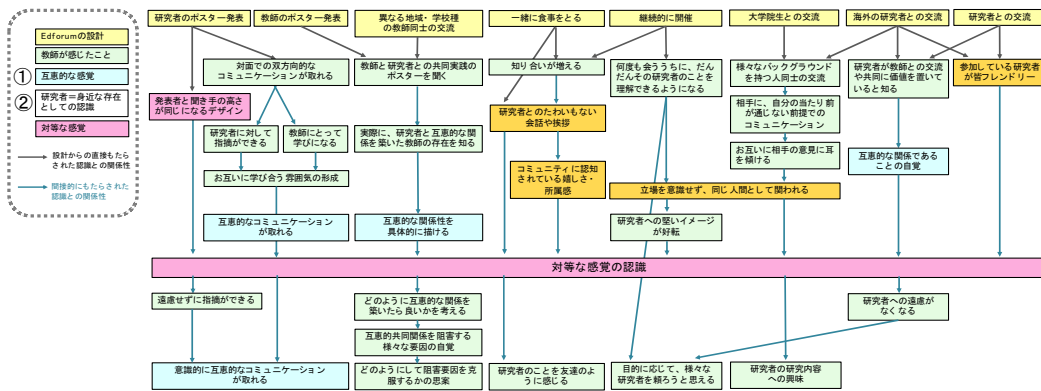 Edforumの設計
教師が感じたこと
①
互恵的な感覚
②
研究者＝身近な存在
としての認識
対等な感覚
設計からの直接もたら
された認識との関係性
間接的にもたらされた
認識との関係性
研究者のポスター発表
教師のポスター発表
異なる地域・学校種
の教師同士の交流
一緒に食事をとる
継続的に開催
大学院生との交流
海外の研究者との交流
研究者との交流
対面での双方向的な
コミュニケーションが取れる
教師と研究者との共同実践の
ポスターを聞く
知り合いが増える
何度も会ううちに、だん
だんその研究者のことを
理解できるようになる
様々なバックグラウンド
を持つ人同士の交流
研究者が教師との交流
や共同に価値を置いて
いると知る
参加している研究者
が皆フレンドリー
発表者と聞き手の高さ
が同じになるデザイン
研究者とのたわいもない
会話や挨拶
相手に、自分の当たり前
が通じない前提での
コミュニケーション
研究者に対して
指摘ができる
教師にとって
学びになる
実際に、研究者と互恵的な関
係を築いた教師の存在を知る
お互いに相手の意見に耳
を傾ける
互恵的な関係である
ことの自覚
お互いに学び合う雰囲気の形成
コミュニティに認知
されている嬉しさ・
所属感
立場を意識せず、同じ人間として関われる
互恵的なコミュニケーション
が取れる
互恵的な関係性を
具体的に描ける
研究者への堅いイメージ
が好転
対等な感覚の認識
遠慮せずに指摘ができる
どのように互恵的な関係を
築いたら良いかを考える
研究者への遠慮が
なくなる
互恵的共同関係を阻害する
様々な要因の自覚
意識的に互恵的なコミュニケーション
が取れる
どのようにして阻害要因を克
服するかの思案
研究者のことを友達のよ
うに感じる
目的に応じて、様々な
研究者を頼ろうと思える
研究者の研究内容
への興味